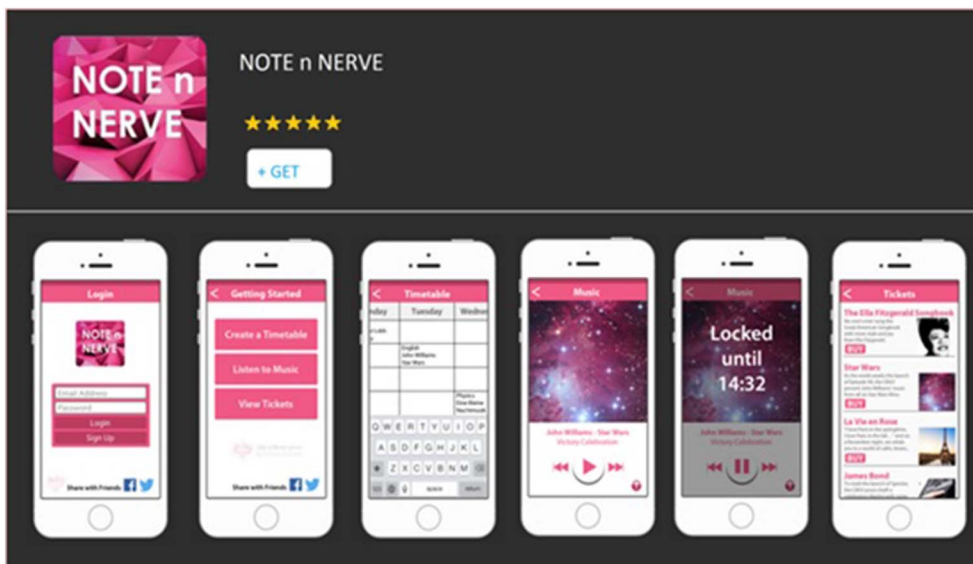 NOTE n
NERVE
NOTE n NERVE
+ GET
Login
NOTE n
NERVE
Email Address
Password
Login
Sign Up
Share with Friends
< Getting Started
Create a Timetable
Listen to Music
View Tickets
Share with Friends
< Timetable
Tuesday
English
John Williams
Star Wars
Physics
Q W E R T Y U I O P
A S D F G H J K L
Z X C V B N M
< Music
John Williams - Star Wars
Victory Celebration
Music
Locked
until
14:32
John Williams - Star Wars
Victory Celebration
< Tickets
The Ella Fitzgerald Songbook
BUY
Star Wars
BUY
La Vie en Rose
BUY
James Bond